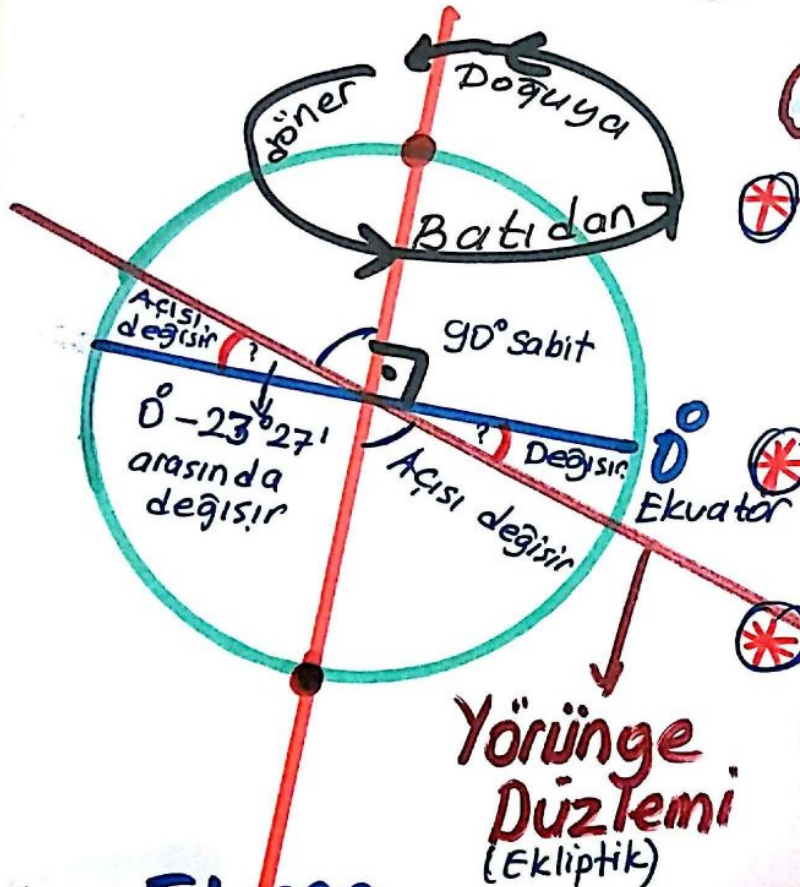 Doğuya
döner
Batıdan
Açısı
değişir
?
90° Sabit
0° - 23°27'
arasında
değişir
?
Değişir
0°
Ekvator
Açısı değişir
Yörünge
Düzlemi
(Ekliptik)